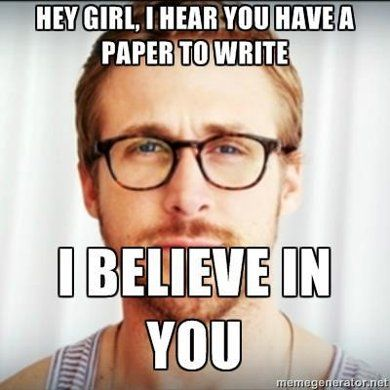 HEY GIRL, I HEAR YOU HAVE A
PAPER TO WRITE
I BELIEVE IN
YOU
memegenerator.net